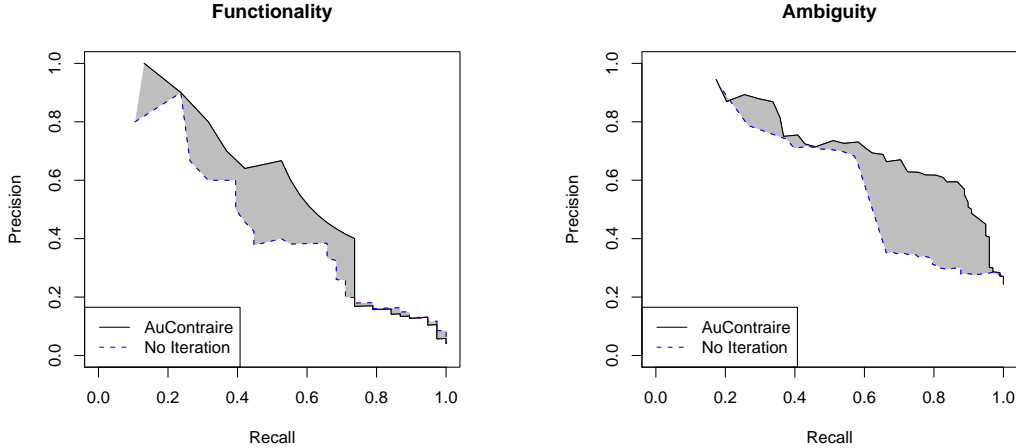 Functionality
Precision
1.0
0.8
0.6
0.4
0.2
0.0
AuContraire
No Iteration
0.0 0.2 0.4 0.6 0.8 1.0
Recall
Ambiguity
Precision
1.0
0.8
0.6
0.4
0.2
0.0
AuContraire
No Iteration
0.0 0.2 0.4 0.6 0.8 1.0
Recall